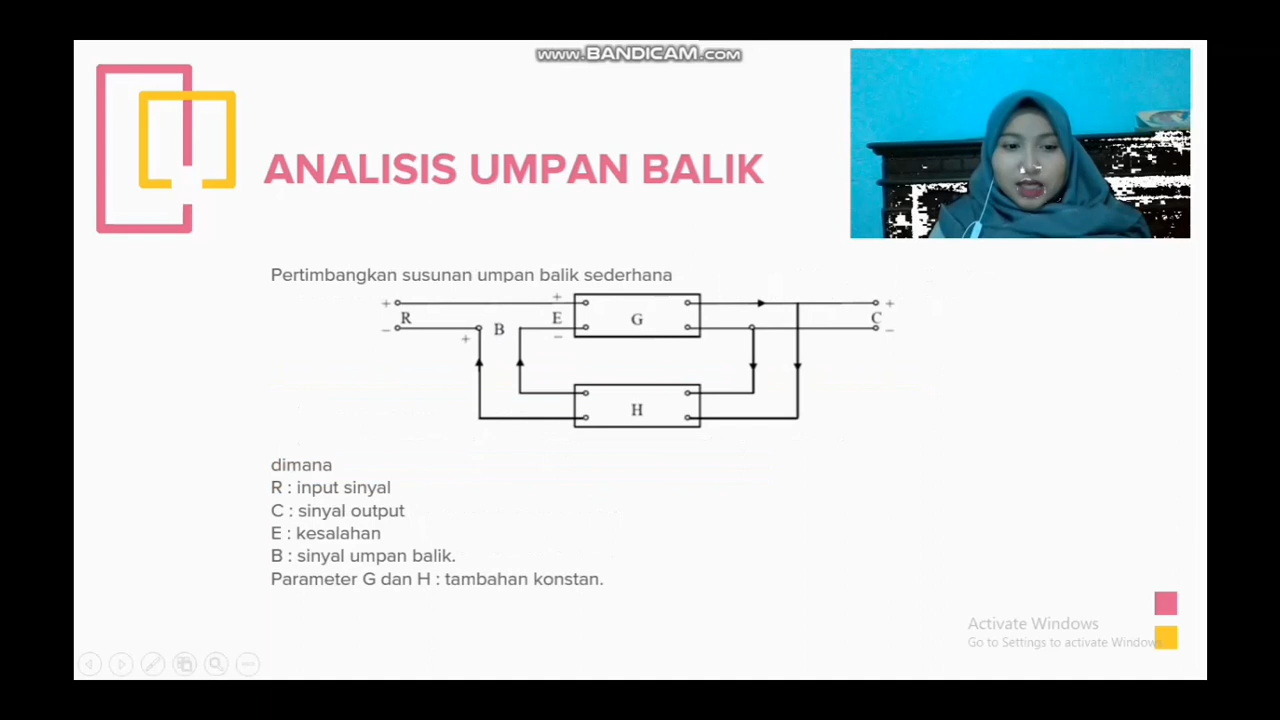 www.BANDICAM.com
ANALISIS UMPAN BALIK
Pertimbangkan susunan umpan balik sederhana
+ + +
R B E G C
- + - -
H
dimana
R : input sinyal
C : sinyal output
E : kesalahan
B : sinyal umpan balik.
Parameter G dan H : tambahan konstan.
Activate Windows
Go to Settings to activate Windows.